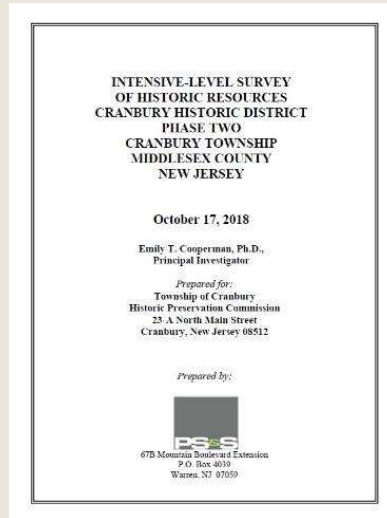 INTENSIVE-LEVEL SURVEY
OF HISTORIC RESOURCES
CRANBURY HISTORIC DISTRICT
PHASE TWO
CRANBURY TOWNSHIP
MIDDLESEX COUNTY
NEW JERSEY
October 17, 2018
Emily T. Cooperman, Ph.D.,
Principal Investigator
Prepared for:
Township of Cranbury
Historic Preservation Commission
23-A North Main Street
Cranbury, New Jersey 08512
Prepared by:
PS&S
67B Mountain Boulevard Extension
P.O. Box 4039
Warren, NJ 07059